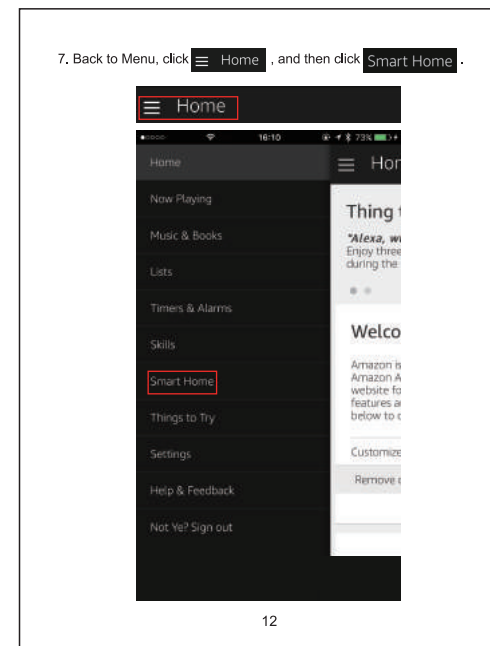 7. Back to Menu, click ☰ Home , and then click Smart Home .
☰ Home
16:10 73%
Home
☰ Hor
Now Playing
Thing
Music & Books
"Alexa, w
Enjoy three
during the
Lists
Timers & Alarms
Welco
Skills
Amazon is
Amazon A
website fo
features a
below to c
Smart Home
Things to Try
Settings
Customize
Remove
Help & Feedback
Not Ye? Sign out
12